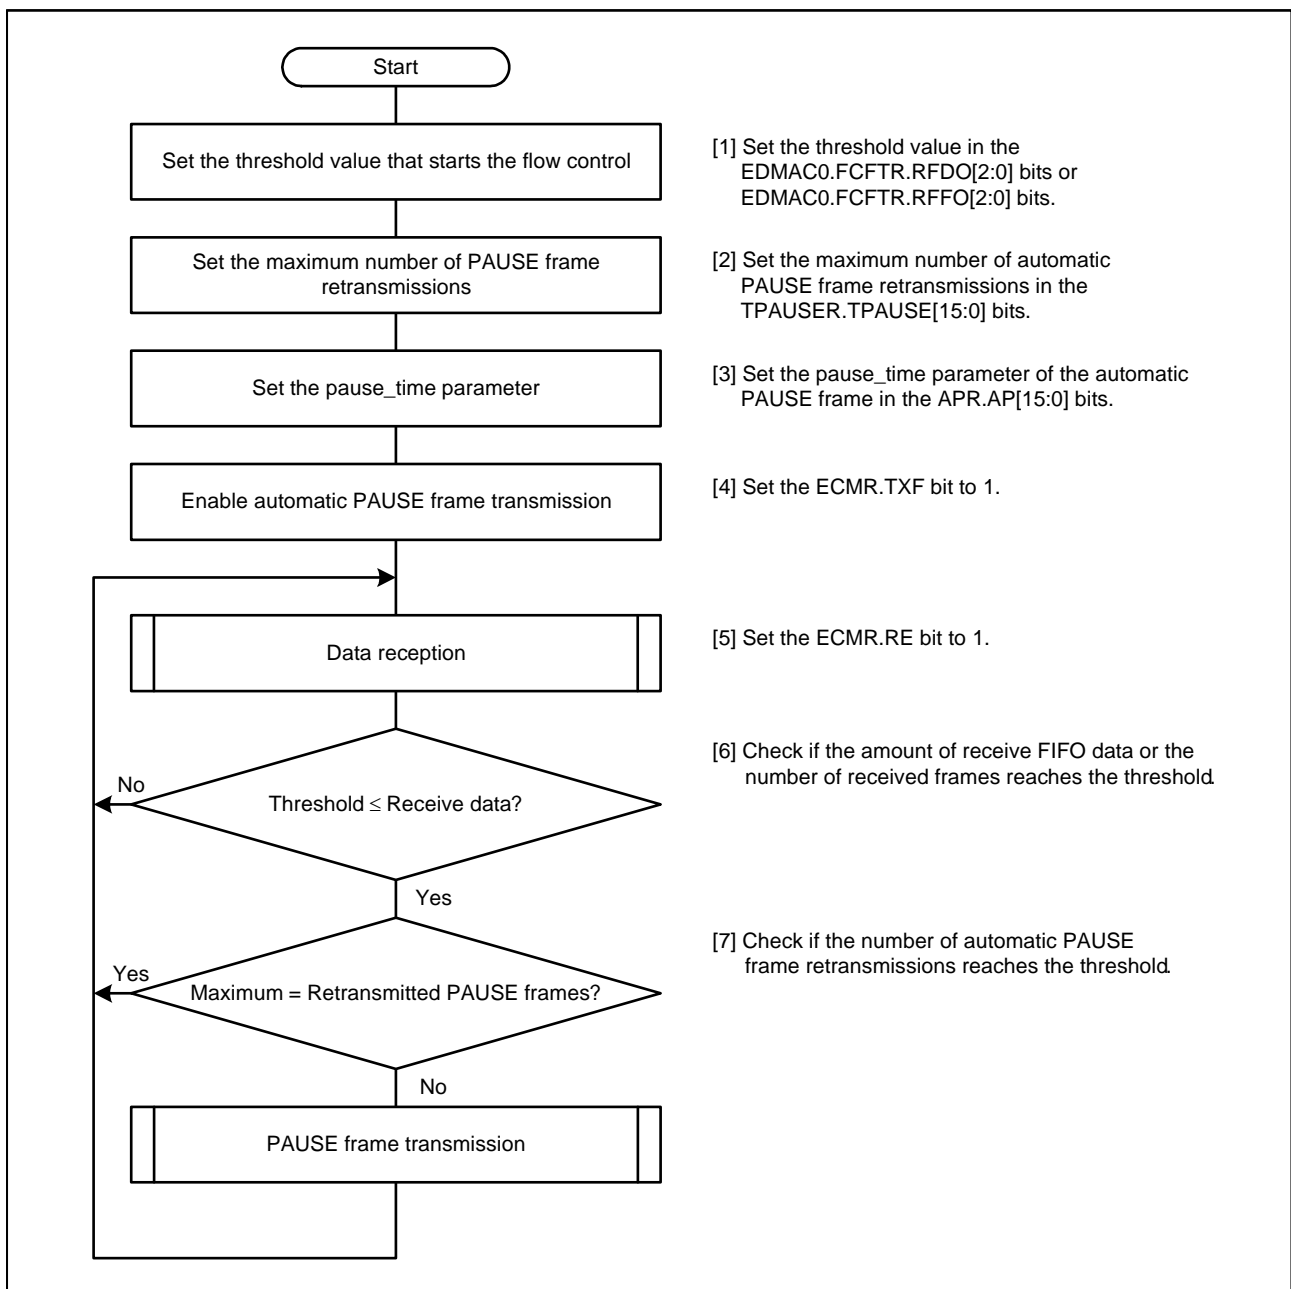 Start
Set the threshold value that starts the flow control
[1] Set the threshold value in the
EDMAC0.FCFTR.RFDO[2:0] bits or
EDMAC0.FCFTR.RFFO[2:0] bits.
Set the maximum number of PAUSE frame
retransmissions
[2] Set the maximum number of automatic
PAUSE frame retransmissions in the
TPAUSER.TPAUSE[15:0] bits.
Set the pause_time parameter
[3] Set the pause_time parameter of the automatic
PAUSE frame in the APR.AP[15:0] bits.
Enable automatic PAUSE frame transmission
[4] Set the ECMR.TXF bit to 1.
Data reception
[5] Set the ECMR.RE bit to 1.
[6] Check if the amount of receive FIFO data or the
number of received frames reaches the threshold.
No
Threshold ≤ Receive data?
Yes
[7] Check if the number of automatic PAUSE
frame retransmissions reaches the threshold.
Yes
Maximum = Retransmitted PAUSE frames?
No
PAUSE frame transmission